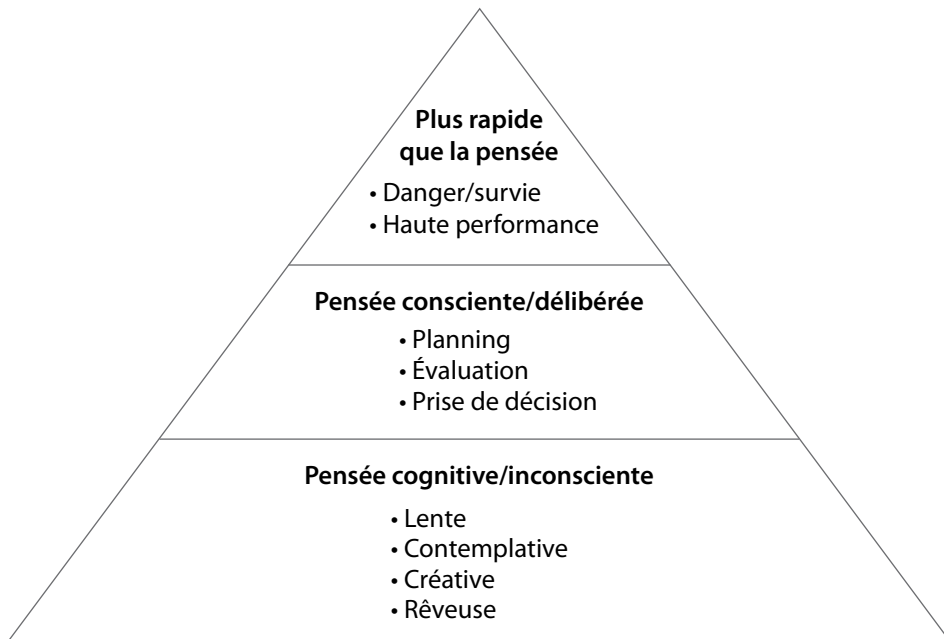 Plus rapide
que la pensée
• Danger/survie
• Haute performance
Pensée consciente/délibérée
• Planning
• Évaluation
• Prise de décision
Pensée cognitive/inconsciente
• Lente
• Contemplative
• Créative
• Rêveuse